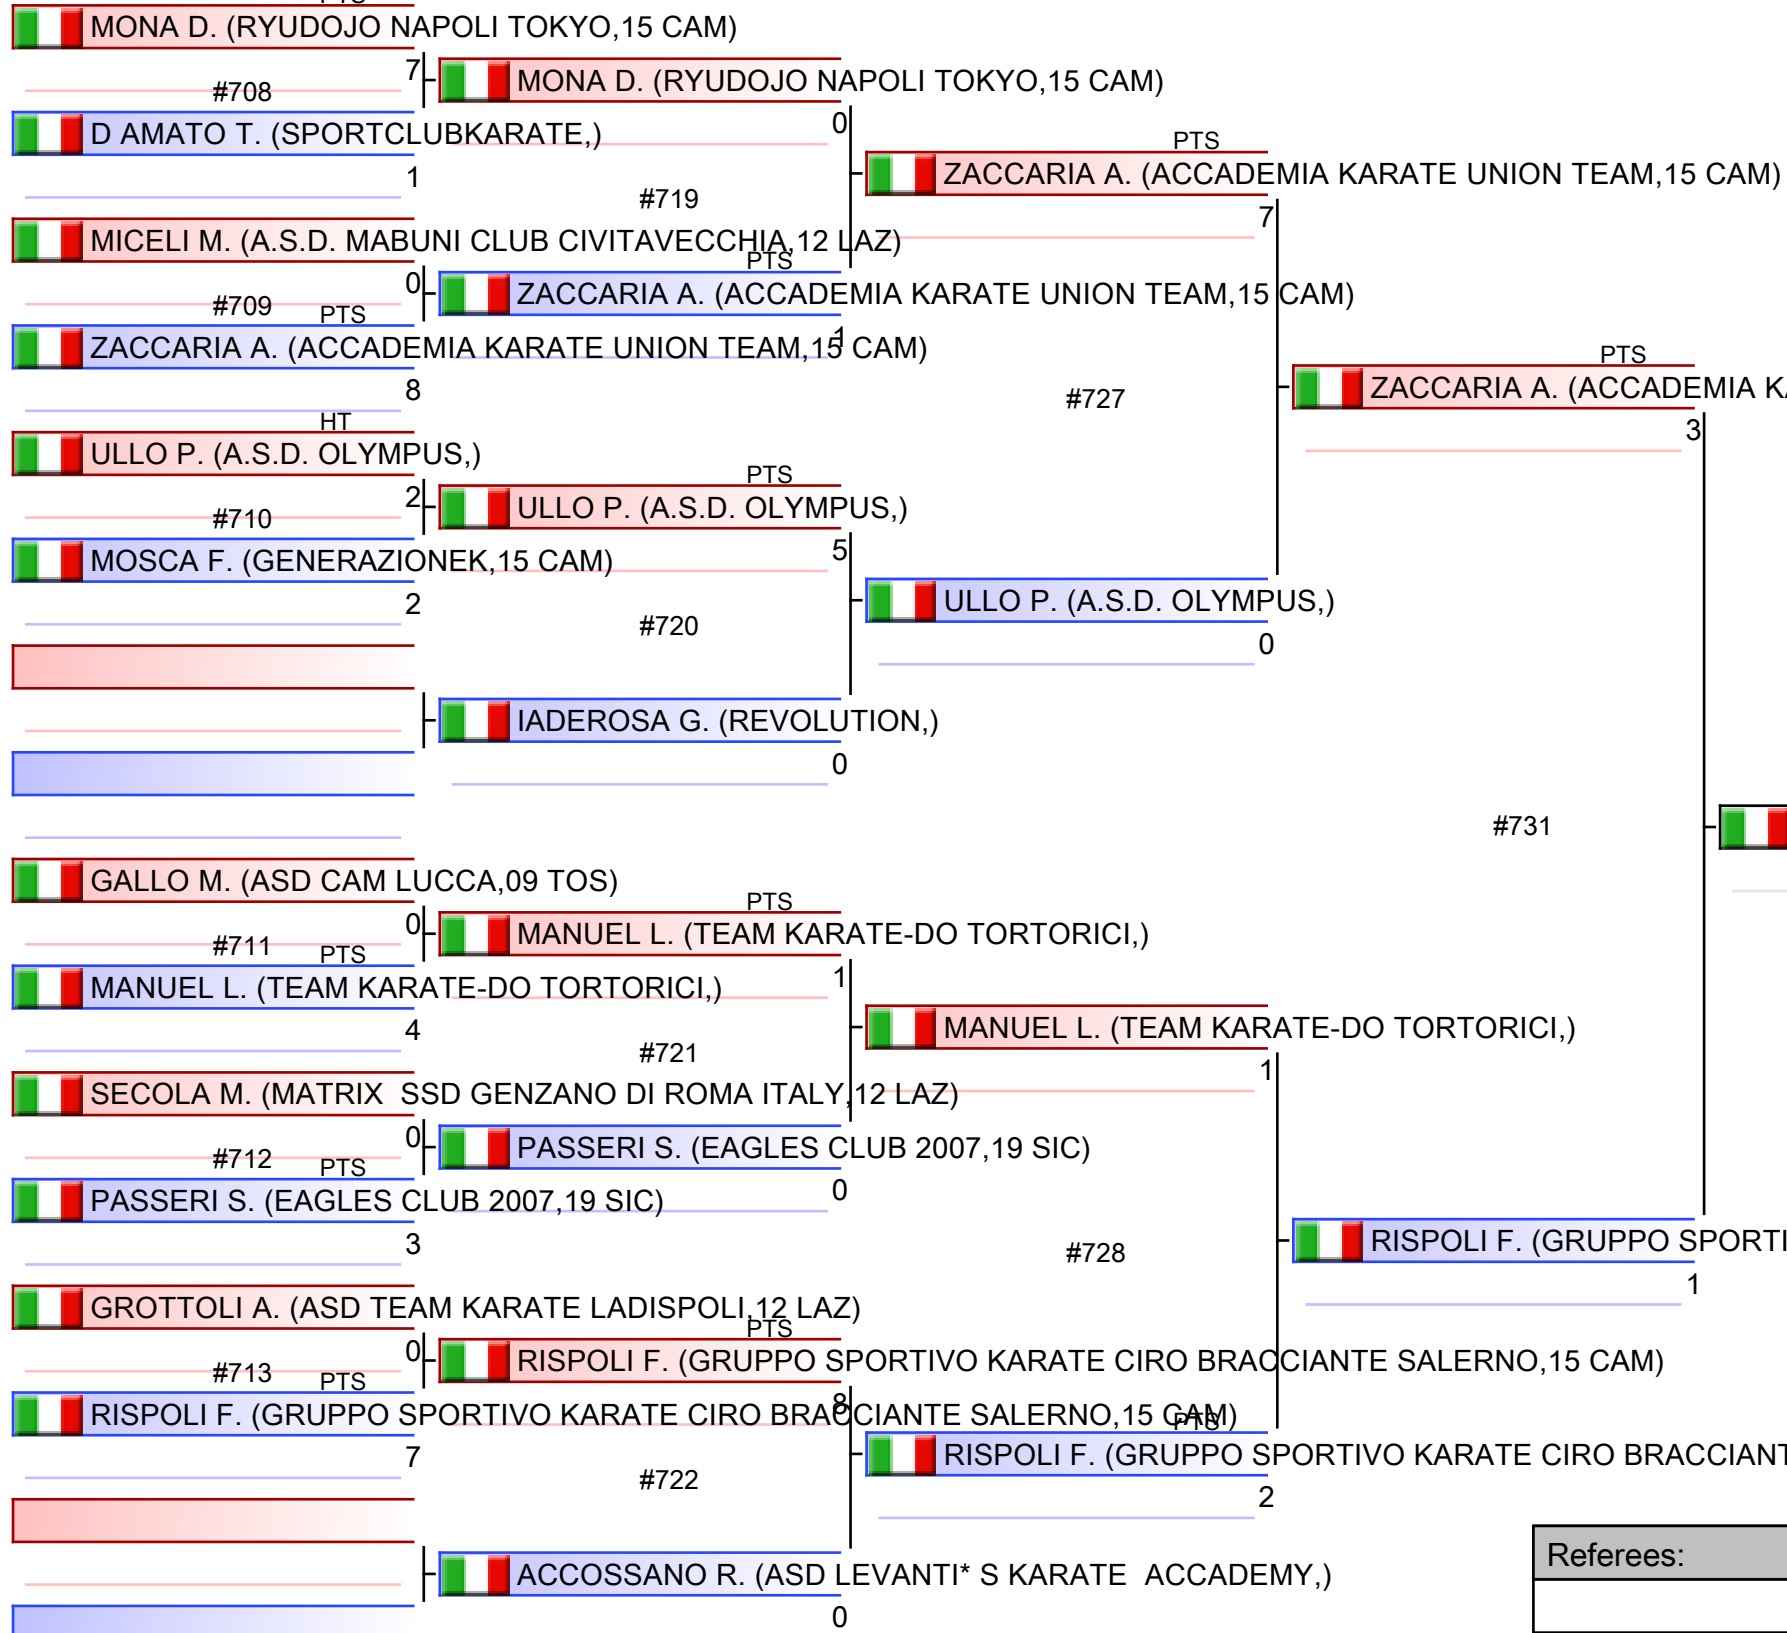 PTS
MONA D. (RYUDOJO NAPOLI TOKYO,15 CAM)
7
#708
D AMATO T. (SPORTCLUBKARATE,)
1
MICELI M. (A.S.D. MABUNI CLUB CIVITAVECCHIA,12 LAZ)
0
#709
PTS
ZACCARIA A. (ACCADEMIA KARATE UNION TEAM,15 CAM)
8
HT
ULLO P. (A.S.D. OLYMPUS,)
2
#710
MOSCA F. (GENERAZIONEK,15 CAM)
2
GALLO M. (ASD CAM LUCCA,09 TOS)
0
#711
PTS
MANUEL L. (TEAM KARATE-DO TORTORICI,)
4
SECOLA M. (MATRIX  SSD GENZANO DI ROMA ITALY,12 LAZ)
0
#712
PTS
PASSERI S. (EAGLES CLUB 2007,19 SIC)
3
GROTTOLI A. (ASD TEAM KARATE LADISPOLI,12 LAZ)
0
#713
PTS
RISPOLI F. (GRUPPO SPORTIVO KARATE CIRO BRACCIANTE SALERNO,15 CAM)
7
MONA D. (RYUDOJO NAPOLI TOKYO,15 CAM)
0
#719
PTS
ZACCARIA A. (ACCADEMIA KARATE UNION TEAM,15 CAM)
1
PTS
ULLO P. (A.S.D. OLYMPUS,)
5
#720
IADEROSA G. (REVOLUTION,)
0
PTS
MANUEL L. (TEAM KARATE-DO TORTORICI,)
1
#721
PASSERI S. (EAGLES CLUB 2007,19 SIC)
0
PTS
RISPOLI F. (GRUPPO SPORTIVO KARATE CIRO BRACCIANTE SALERNO,15 CAM)
8
#722
ACCOSSANO R. (ASD LEVANTI* S KARATE  ACCADEMY,)
0
PTS
ZACCARIA A. (ACCADEMIA KARATE UNION TEAM,15 CAM)
7
#727
ULLO P. (A.S.D. OLYMPUS,)
0
MANUEL L. (TEAM KARATE-DO TORTORICI,)
1
#728
PTS
RISPOLI F. (GRUPPO SPORTIVO KARATE CIRO BRACCIANT
2
PTS
ZACCARIA A. (ACCADEMIA KA
3
#731
RISPOLI F. (GRUPPO SPORTI
1
Referees: